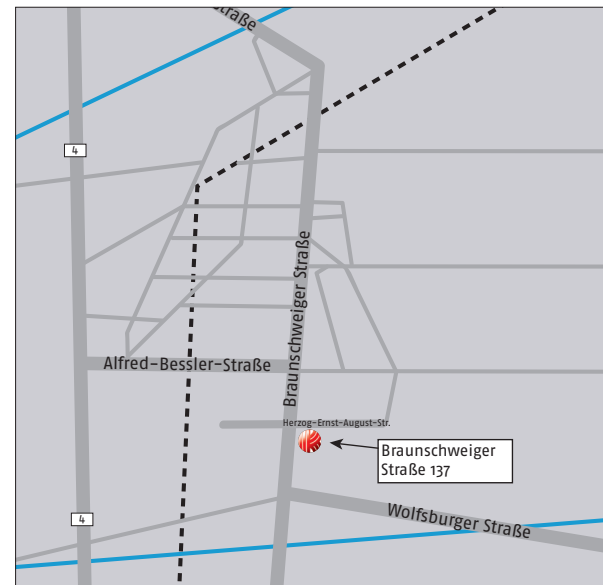 straße
4
Braunschweiger Straße
Alfred-Bessler-Straße
Herzog-Ernst-August-Str.
Braunschweiger
Straße 137
4
Wolfsburger Straße